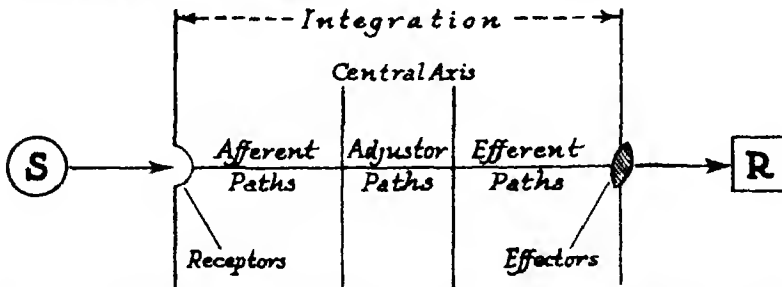 Integration
Central Axis
S
Afferent
Paths
Adjustor
Paths
Efferent
Paths
R
Receptors
Effectors